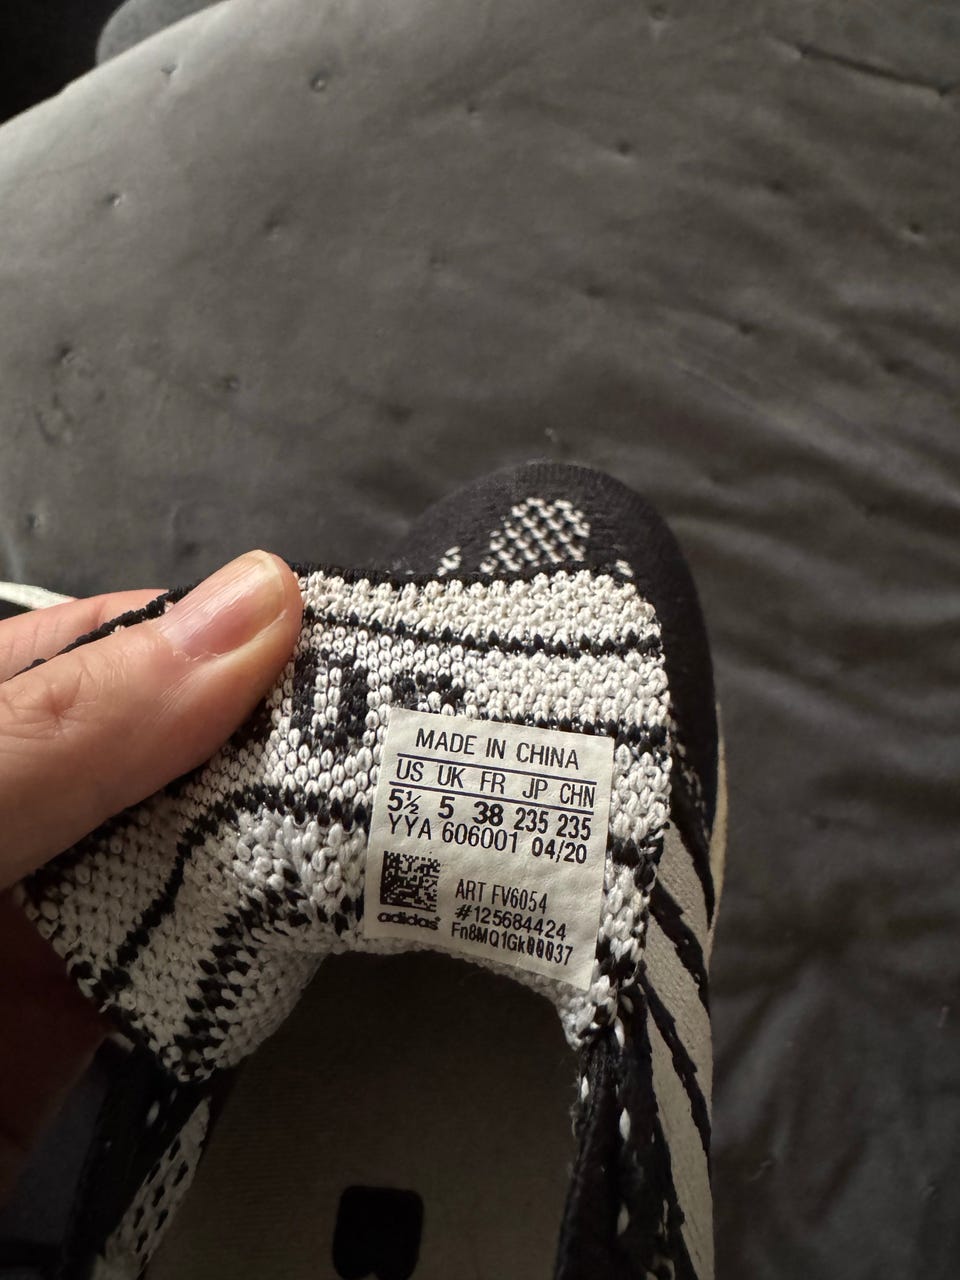 MADE IN CHINA
US UK FR JP CHN
5½ 5 38 235 235
YYA 606001 04/20
ART FV6054
#125684424
Fn8MQ1Gk00037
adidas